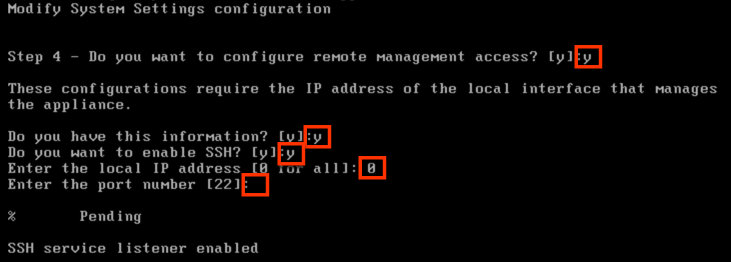 Modify System Settings configuration
Step 4 - Do you want to configure remote management access? [y]:y
These configurations require the IP address of the local interface that manages
the appliance.
Do you have this information? [y]:y
Do you want to enable SSH? [y]:y
Enter the local IP address [0 for all]: 0
Enter the port number [22]:
% Pending
SSH service listener enabled